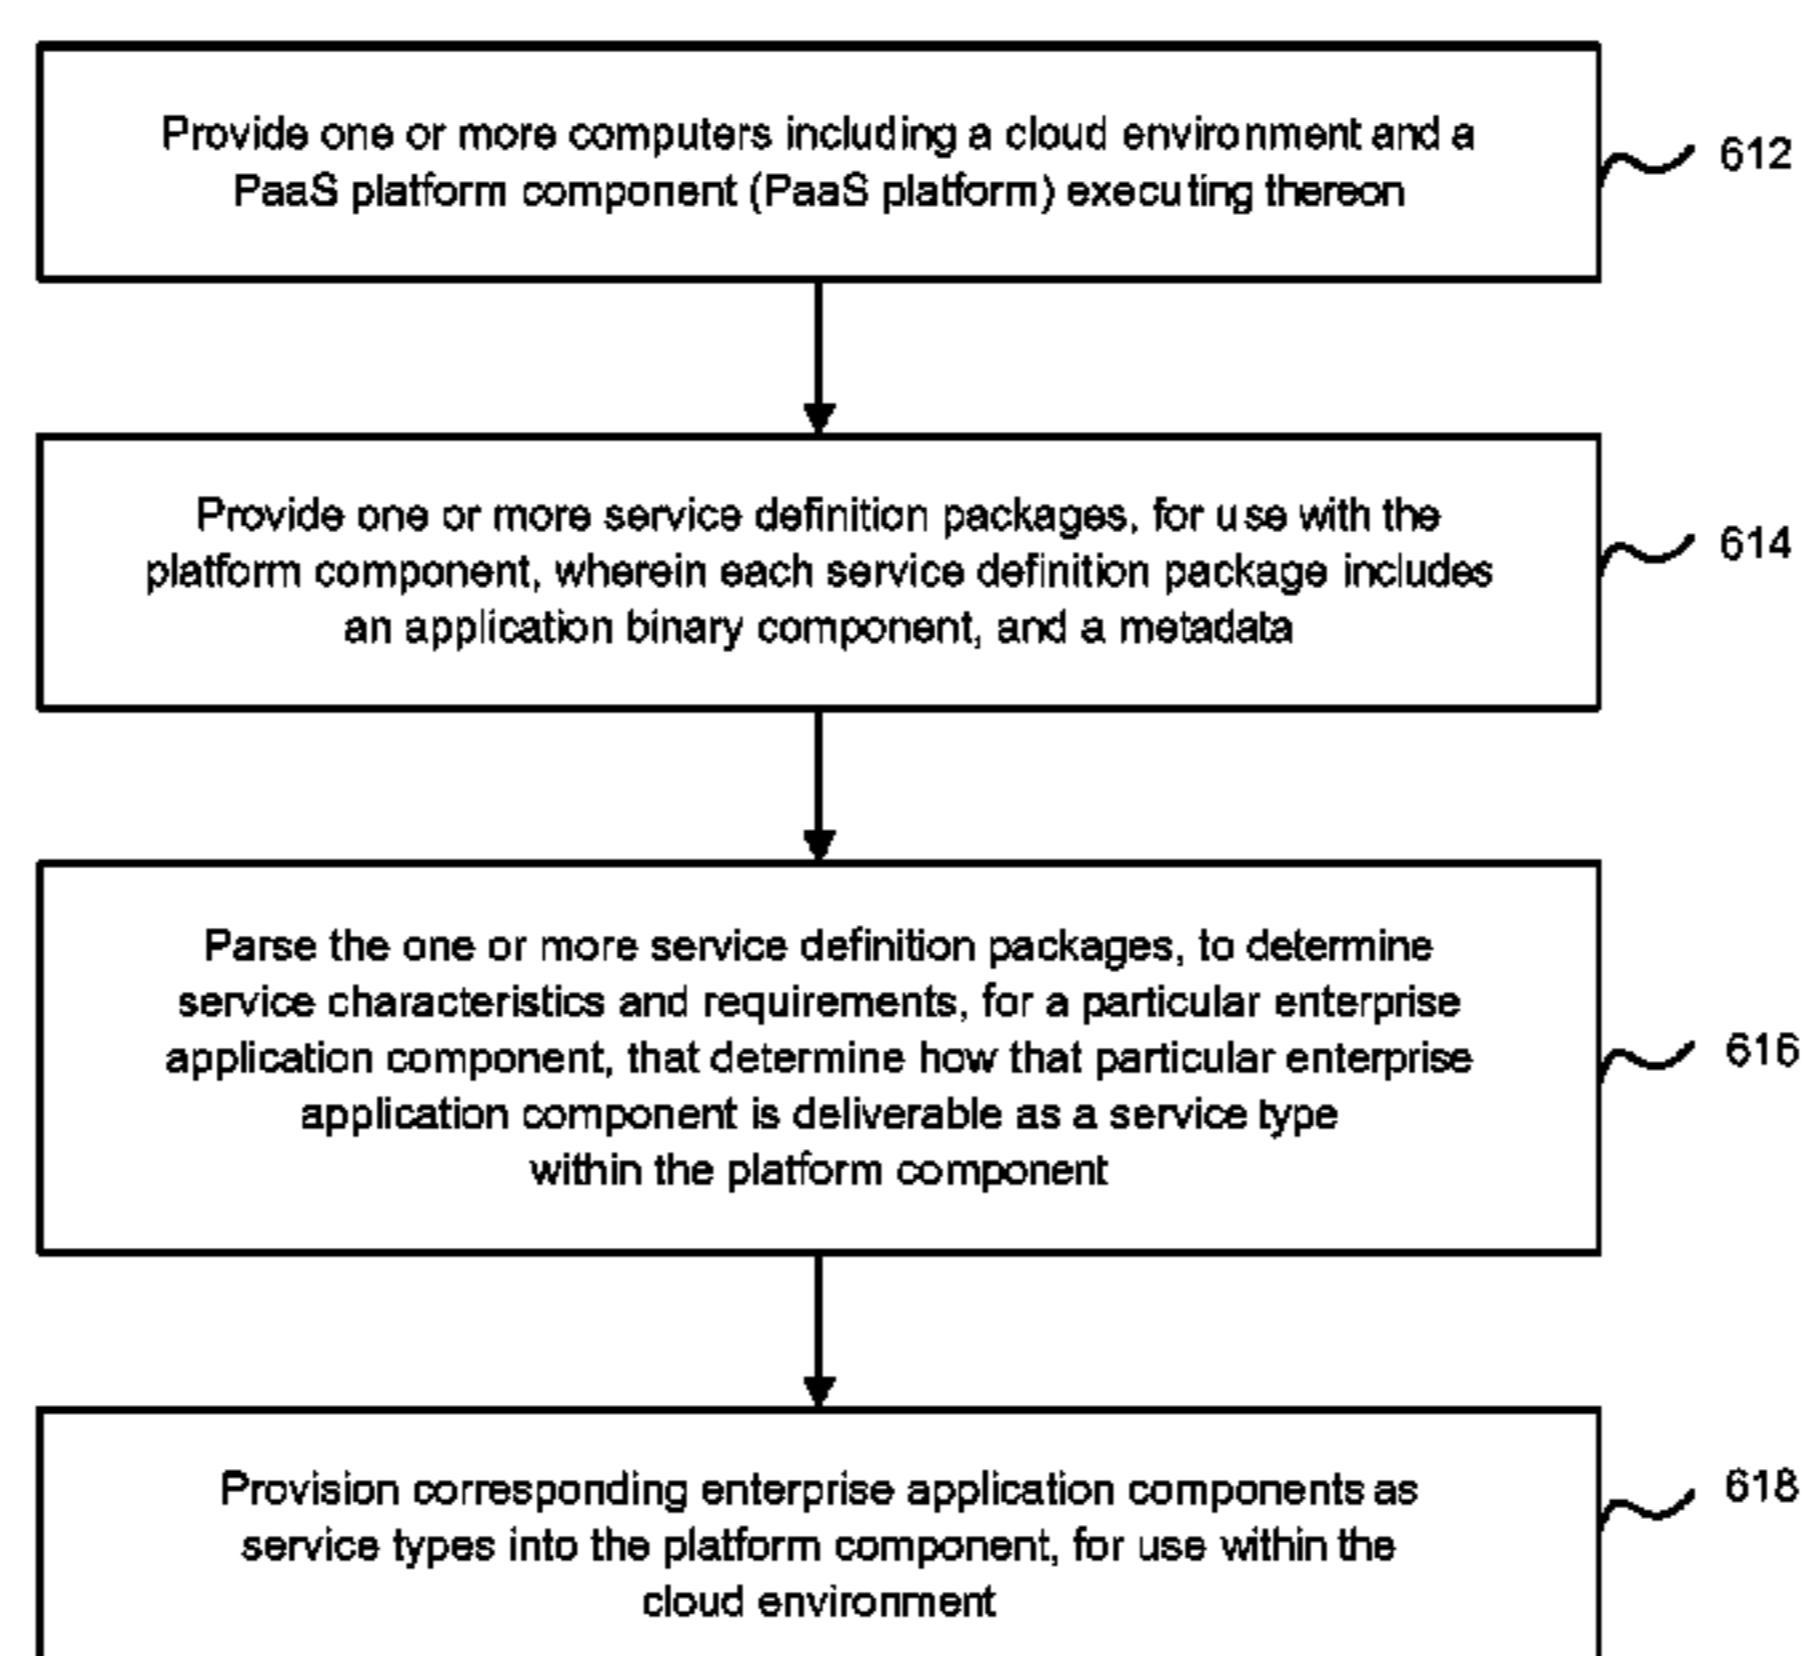 Provide one or more computers including a cloud environment and a
PaaS platform component (PaaS platform) executing thereon
612
Provide one or more service definition packages, for use with the
platform component, wherein each service definition package includes
an application binary component, and a metadata
614
Parse the one or more service definition packages, to determine
service characteristics and requirements, for a particular enterprise
application component, that determine how that particular enterprise
application component is deliverable as a service type
within the platform component
616
Provision corresponding enterprise application components as
service types into the platform component, for use within the
cloud environment
618